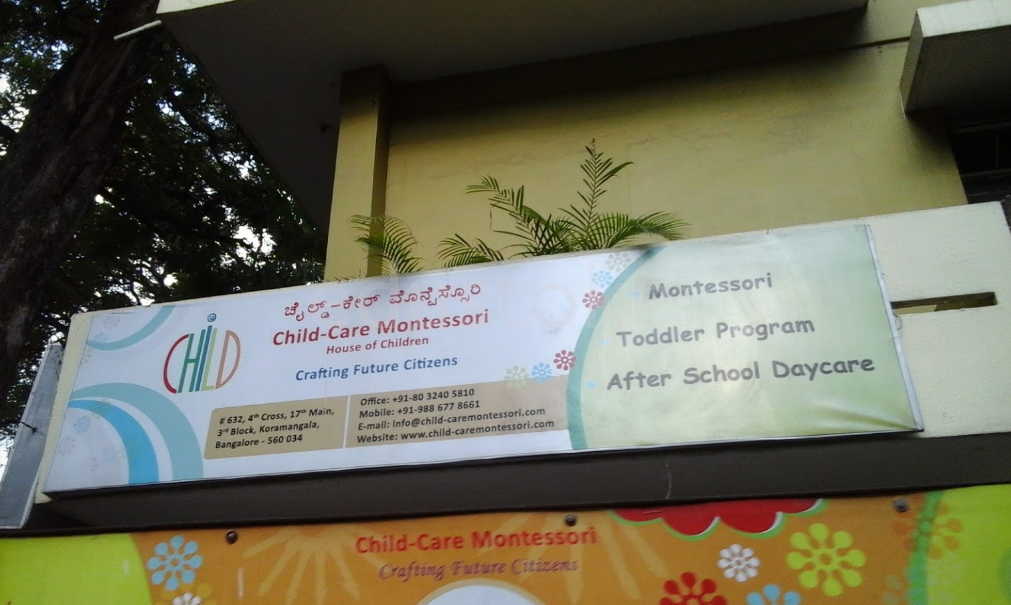 CHILD
ಚೈಲ್ಡ್-ಕೇರ್ ಮೊನ್ಟೆಸ್ಸೊರಿ
Child-Care Montessori
House of Children
Crafting Future Citizens
# 632, 4th Cross, 17th Main,
3rd Block, Koramangala,
Bangalore - 560 034
Office: +91-80 3240 5810
Mobile: +91-988 677 8661
E-mail: info@child-caremontessori.com
Website: www.child-caremontessori.com
Montessori
Toddler Program
After School Daycare
Child-Care Montessori
Crafting Future Citizens